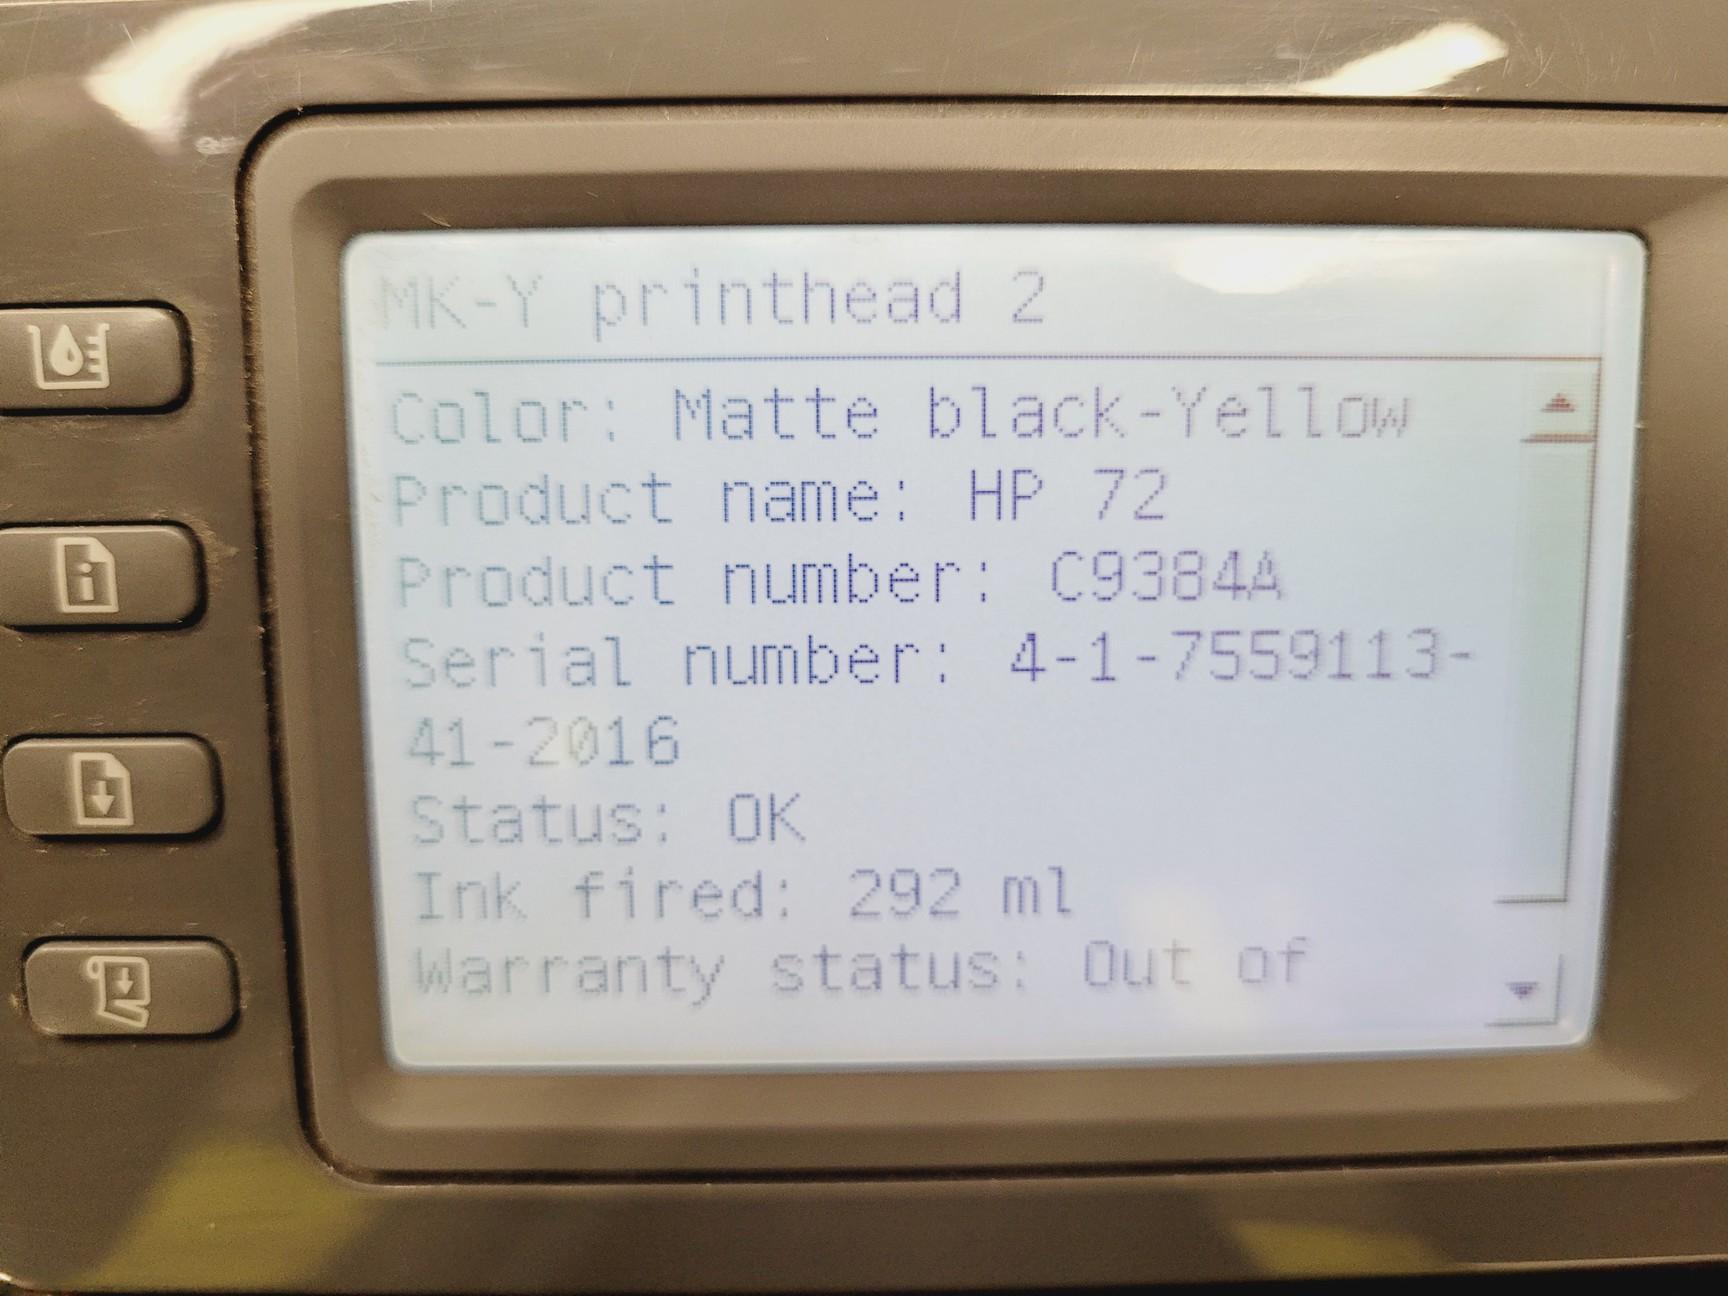 MK-Y printhead 2
Color: Matte black-Yellow
Product name: HP 72
Product number: C9384A
Serial number: 4-1-7559113-
41-2016
Status: OK
Ink fired: 292 ml
Warranty status: Out of